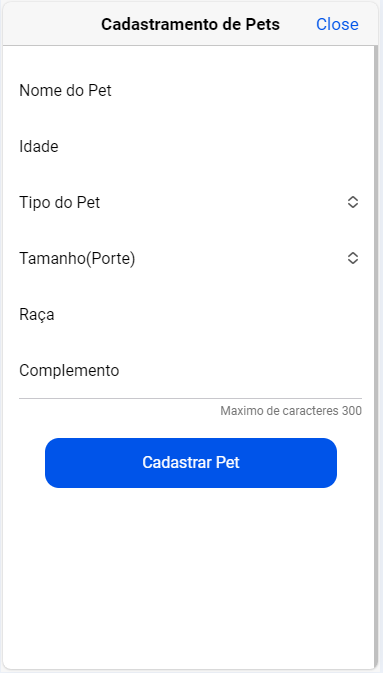 Cadastramento de Pets Close
Nome do Pet
Idade
Tipo do Pet
Tamanho(Porte)
Raça
Complemento
Maximo de caracteres 300
Cadastrar Pet